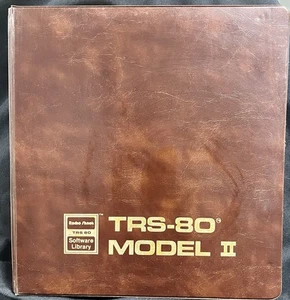 Radio Shack
TRS 80
Software
Library
TRS-80®
MODEL II